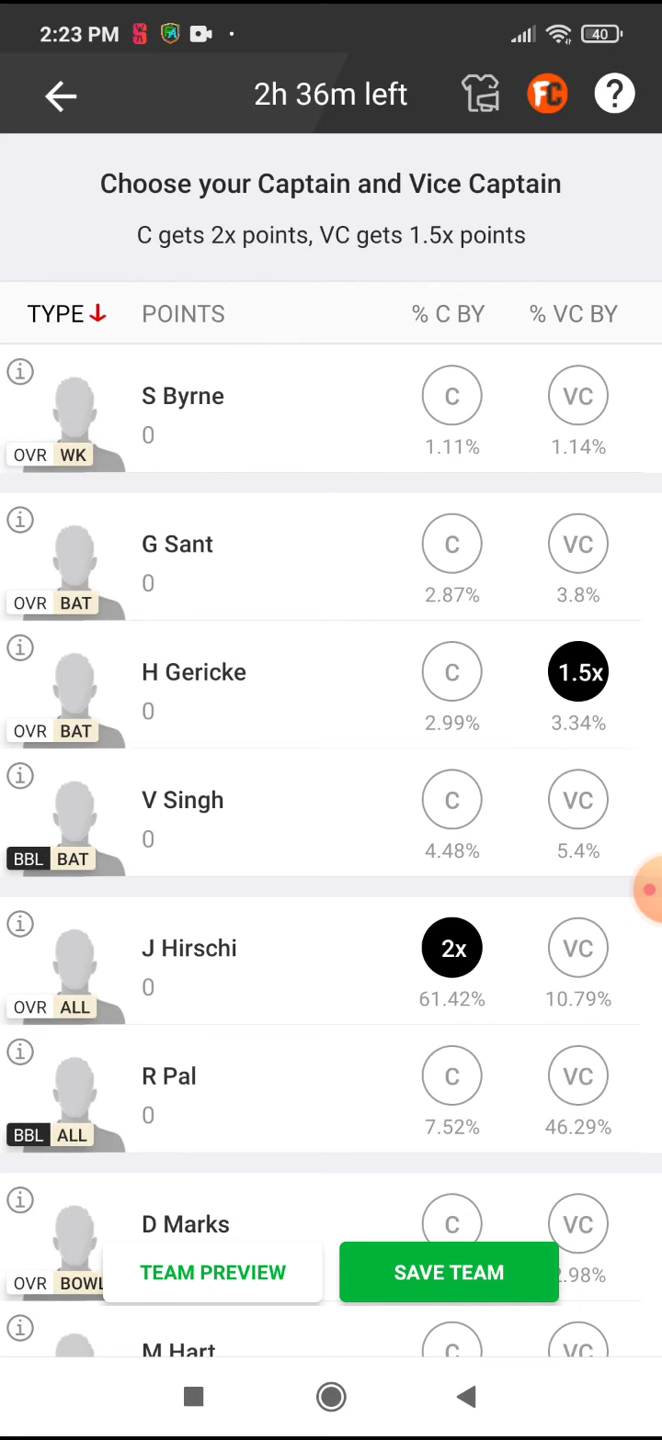 2:23 PM 40
2h 36m left FC ?
Choose your Captain and Vice Captain
C gets 2x points, VC gets 1.5x points
TYPE POINTS % C BY % VC BY
S Byrne C VC
0 1.11% 1.14%
OVR WK
G Sant C VC
0 2.87% 3.8%
OVR BAT
H Gericke C 1.5x
0 2.99% 3.34%
OVR BAT
V Singh C VC
0 4.48% 5.4%
BBL BAT
J Hirschi 2x VC
0 61.42% 10.79%
OVR ALL
R Pal C VC
0 7.52% 46.29%
BBL ALL
D Marks C VC
OVR BOWL TEAM PREVIEW SAVE TEAM 2.98%
M Hart C VC